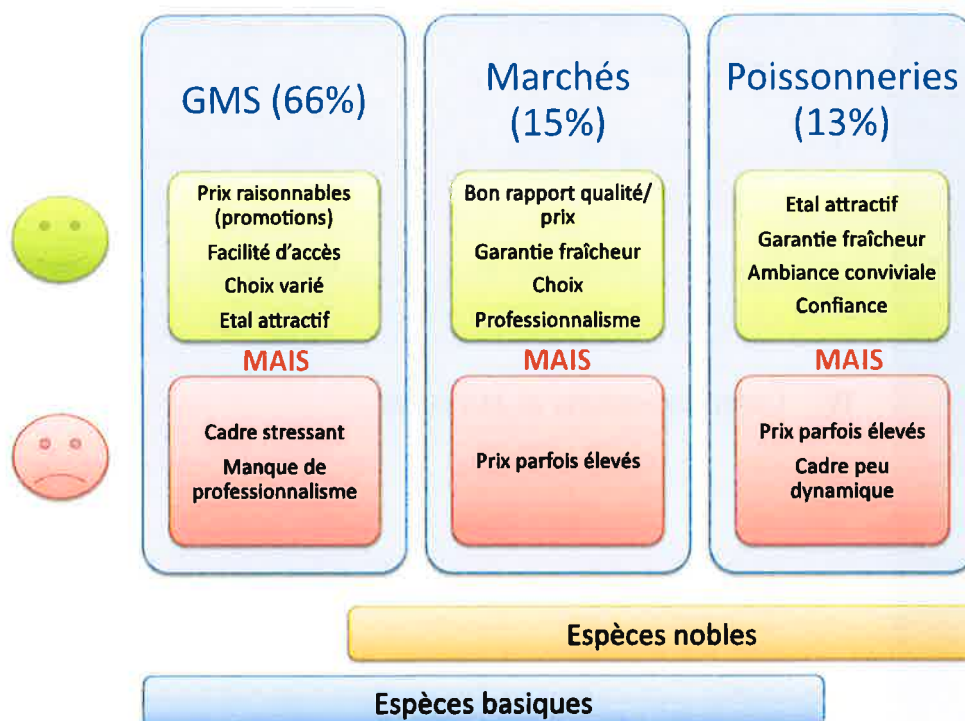 GMS (66%)
Prix raisonnables
(promotions)
Facilité d'accès
Choix varié
Etal attractif
MAIS
Cadre stressant
Manque de
professionnalisme
Marchés
(15%)
Bon rapport qualité/
prix
Garantie fraîcheur
Choix
Professionnalisme
MAIS
Prix parfois élevés
Poissonneries
(13%)
Etal attractif
Garantie fraîcheur
Ambiance conviviale
Confiance
MAIS
Prix parfois élevés
Cadre peu
dynamique
Espèces nobles
Espèces basiques